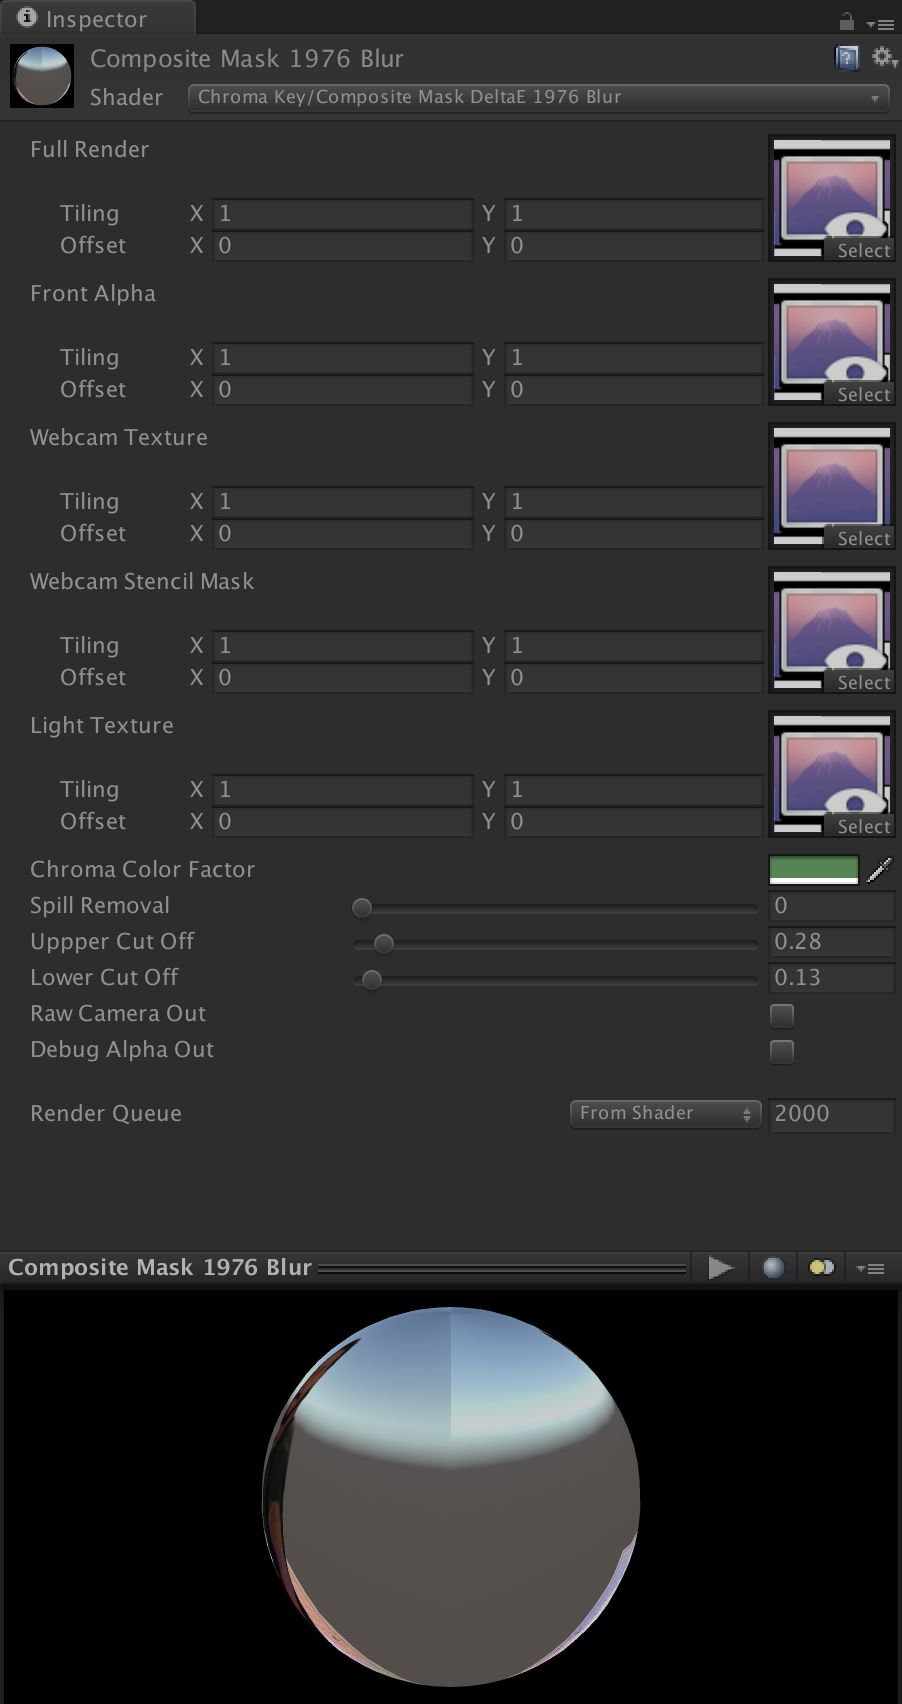 Inspector
Composite Mask 1976 Blur
Shader Chroma Key/Composite Mask DeltaE 1976 Blur
Full Render
Tiling X 1 Y 1
Offset X 0 Y 0
Select
Front Alpha
Tiling X 1 Y 1
Offset X 0 Y 0
Select
Webcam Texture
Tiling X 1 Y 1
Offset X 0 Y 0
Select
Webcam Stencil Mask
Tiling X 1 Y 1
Offset X 0 Y 0
Select
Light Texture
Tiling X 1 Y 1
Offset X 0 Y 0
Select
Chroma Color Factor
Spill Removal 0
Uppper Cut Off 0.28
Lower Cut Off 0.13
Raw Camera Out
Debug Alpha Out
Render Queue From Shader 2000
Composite Mask 1976 Blur